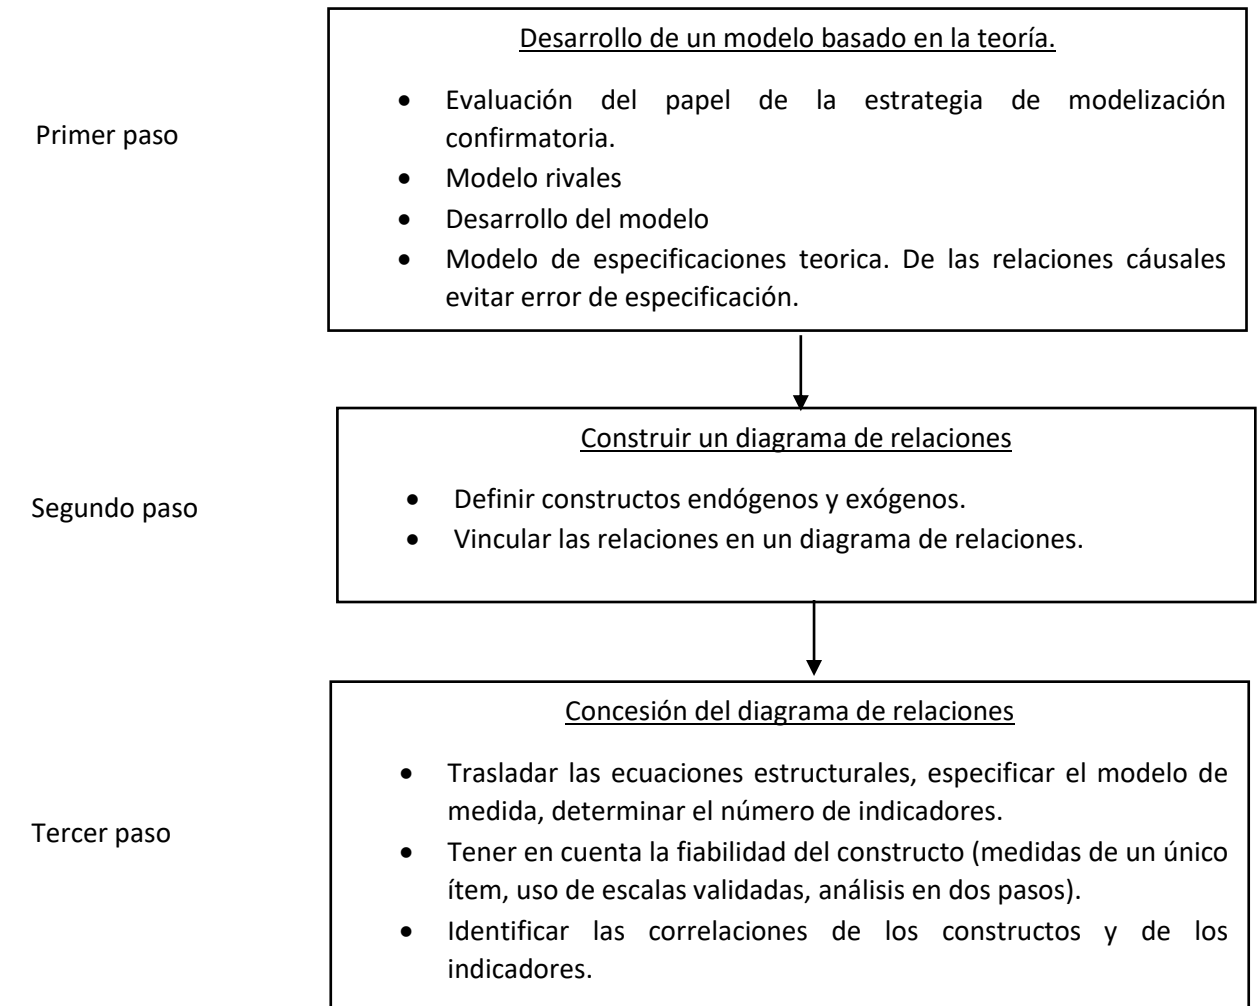 Desarrollo de un modelo basado en la teoría.
Primer paso
• Evaluación del papel de la estrategia de modelización
confirmatoria.
• Modelo rivales
• Desarrollo del modelo
• Modelo de especificaciones teorica. De las relaciones cáusales
evitar error de especificación.
Construir un diagrama de relaciones
Segundo paso
• Definir constructos endógenos y exógenos.
• Vincular las relaciones en un diagrama de relaciones.
Concesión del diagrama de relaciones
Tercer paso
• Trasladar las ecuaciones estructurales, especificar el modelo de
medida, determinar el número de indicadores.
• Tener en cuenta la fiabilidad del constructo (medidas de un único
ítem, uso de escalas validadas, análisis en dos pasos).
• Identificar las correlaciones de los constructos y de los
indicadores.